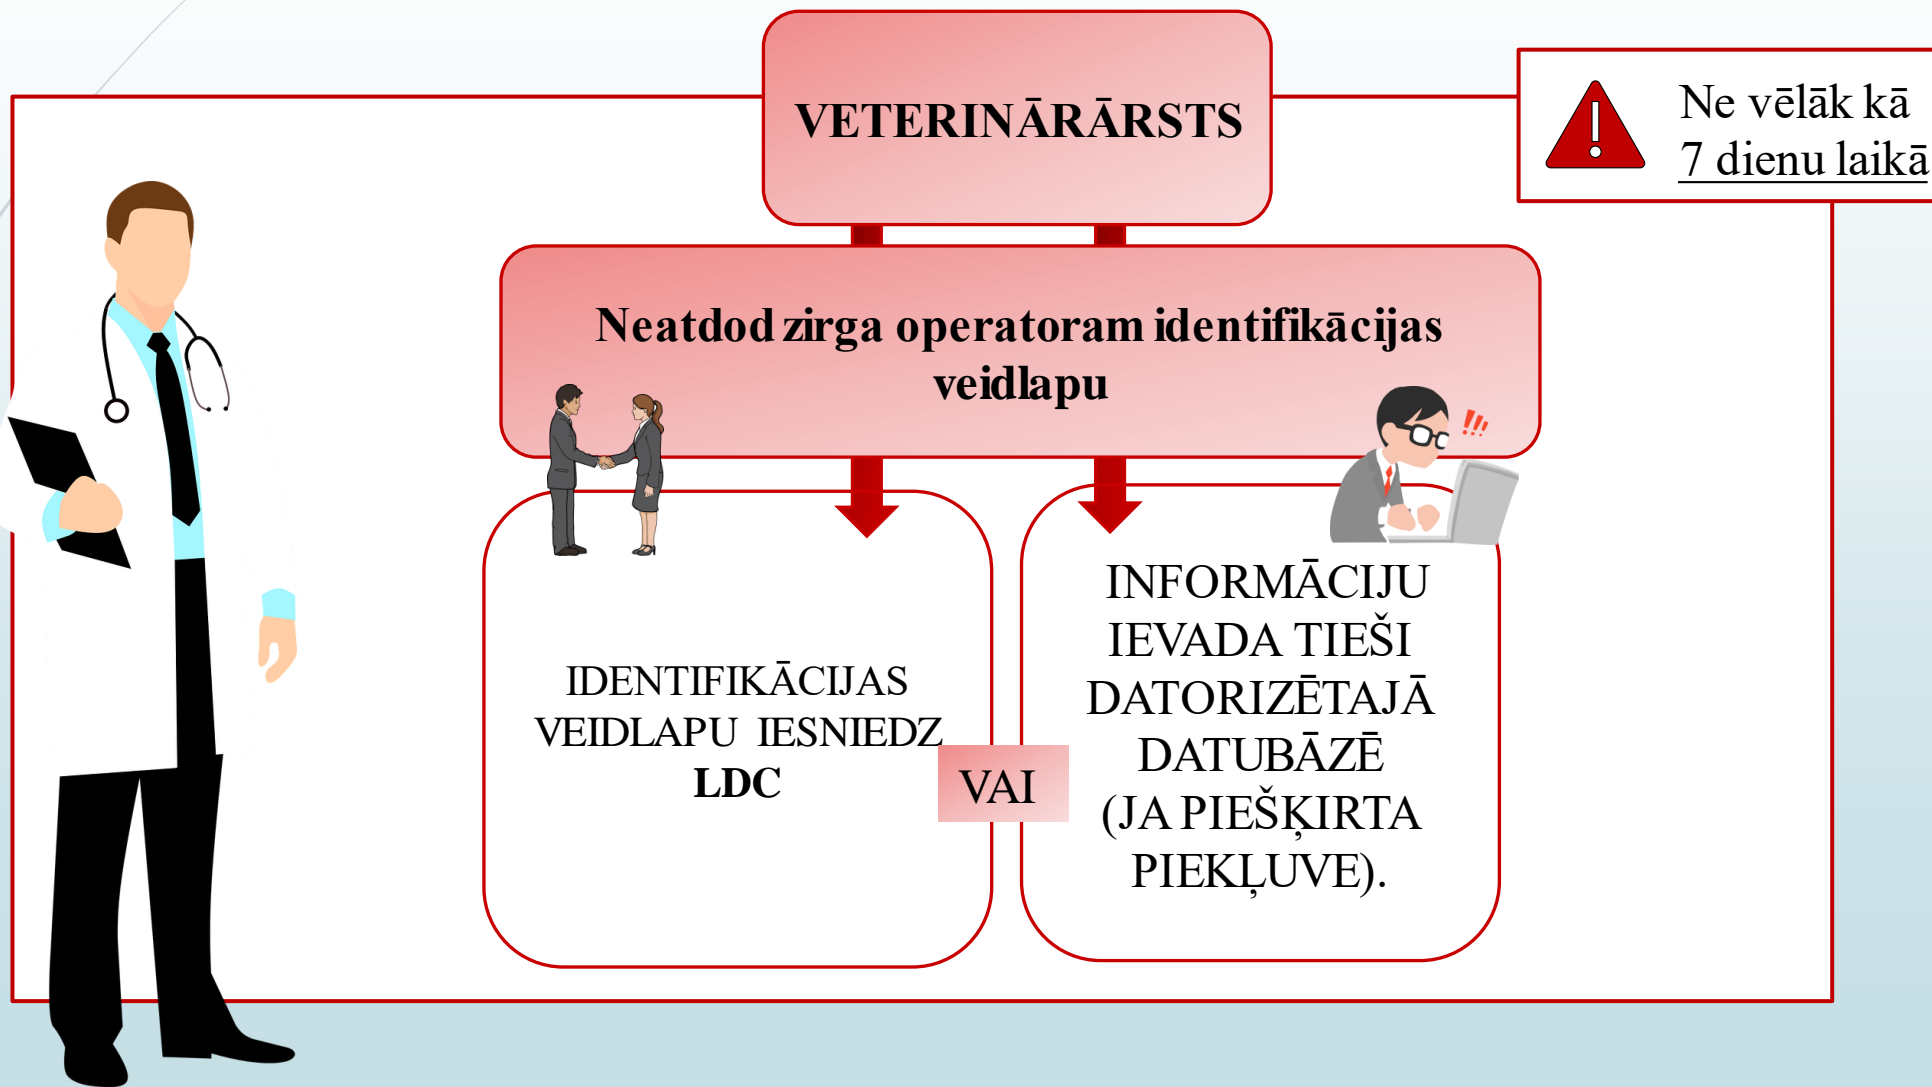 VETERINĀRĀRSTS
Ne vēlāk kā
7 dienu laikā
Neatdod zirga operatoram identifikācijas
veidlapu
IDENTIFIKĀCIJAS
VEIDLAPU IESNIEDZ
LDC
VAI
INFORMĀCIJU
IEVADA TIEŠI
DATORIZĒTAJĀ
DATUBĀZĒ
(JA PIEŠĶIRTA
PIEKĻUVE).